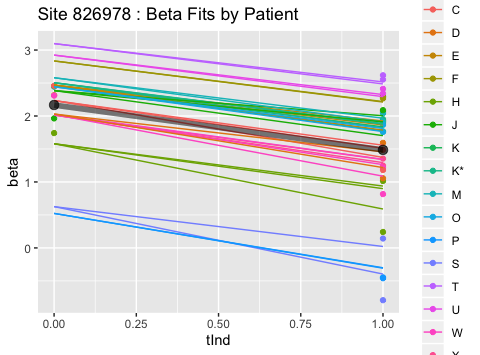 Site 826978 : Beta Fits by Patient
3
2
1
0
beta
0.00 0.25 0.50 0.75 1.00
tInd
C
D
E
F
H
J
K
K*
M
O
P
S
T
U
W